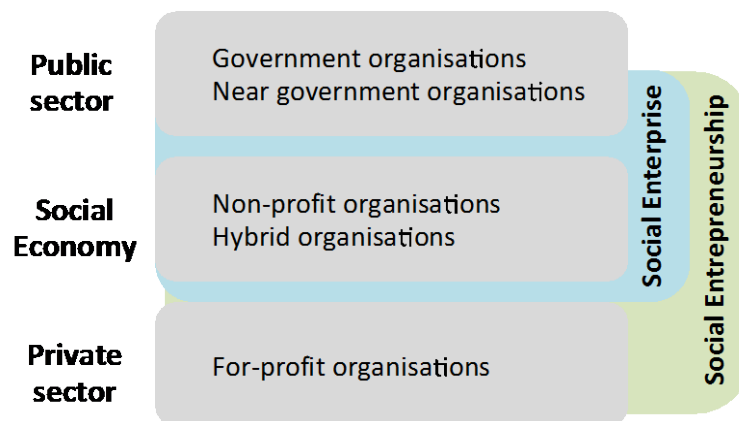 Public
sector
Government organisations
Near government organisations
Social
Economy
Non-profit organisations
Hybrid organisations
Private
sector
For-profit organisations
Social Enterprise
Social Entrepreneurship